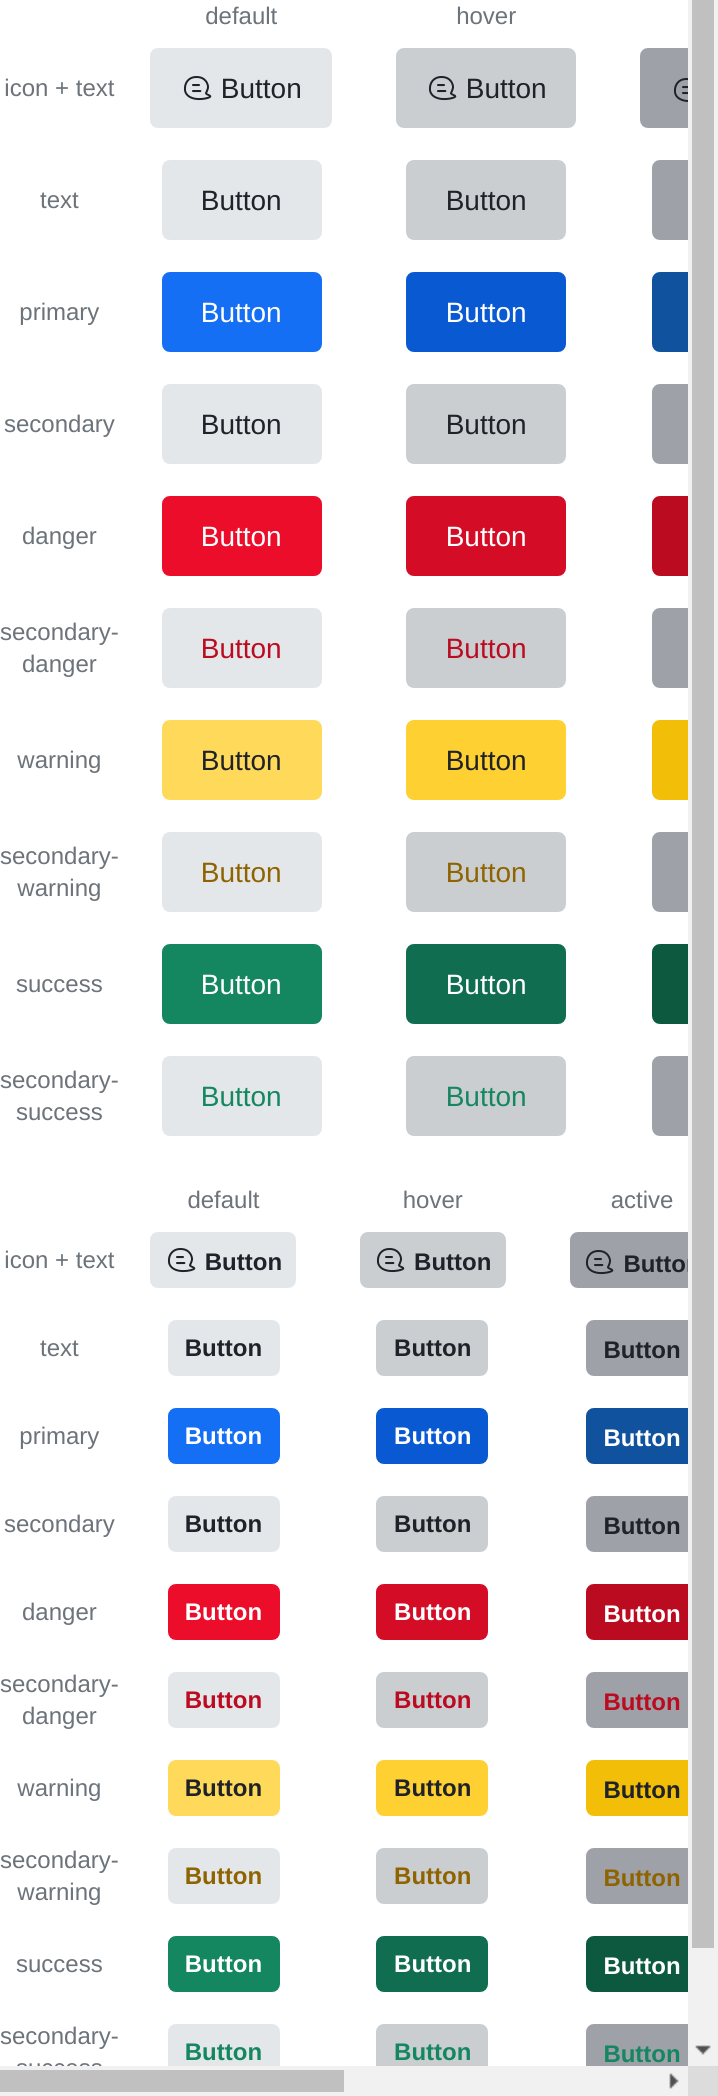 default hover
icon + text Button Button
text Button Button
primary Button Button
secondary Button Button
danger Button Button
secondary-
danger Button Button
warning Button Button
secondary-
warning Button Button
success Button Button
secondary-
success Button Button
default hover active
icon + text Button Button Button
text Button Button Button
primary Button Button Button
secondary Button Button Button
danger Button Button Button
secondary-
danger Button Button Button
warning Button Button Button
secondary-
warning Button Button Button
success Button Button Button
secondary-
success Button Button Button